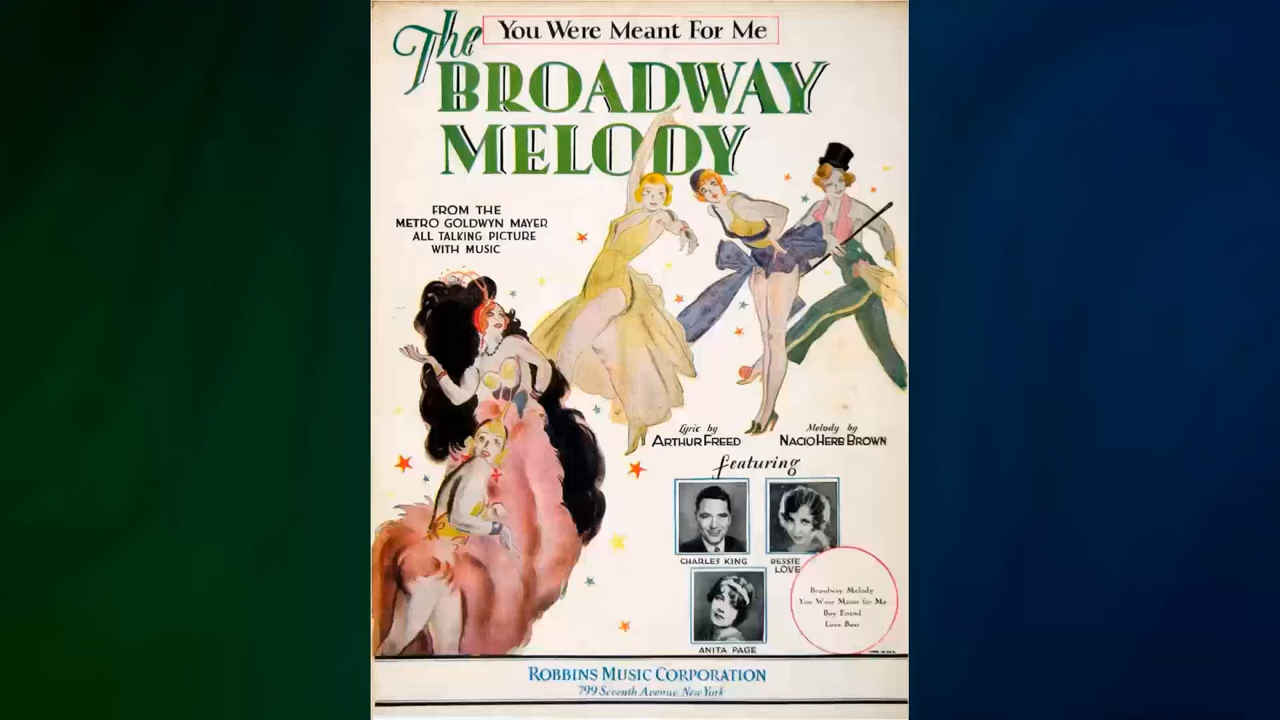 You Were Meant For Me
The
BROADWAY
MELODY
FROM THE
METRO GOLDWYN MAYER
ALL TALKING PICTURE
WITH MUSIC
Lyric by
ARTHUR FREED
Melody by
NACIO HERB BROWN
featuring
CHARLES KING
BESSIE
LOVE
ANITA PAGE
Broadway Melody
You Were Meant for Me
Boy Friend
Love Boat
ROBBINS MUSIC CORPORATION
799 Seventh Avenue, New York